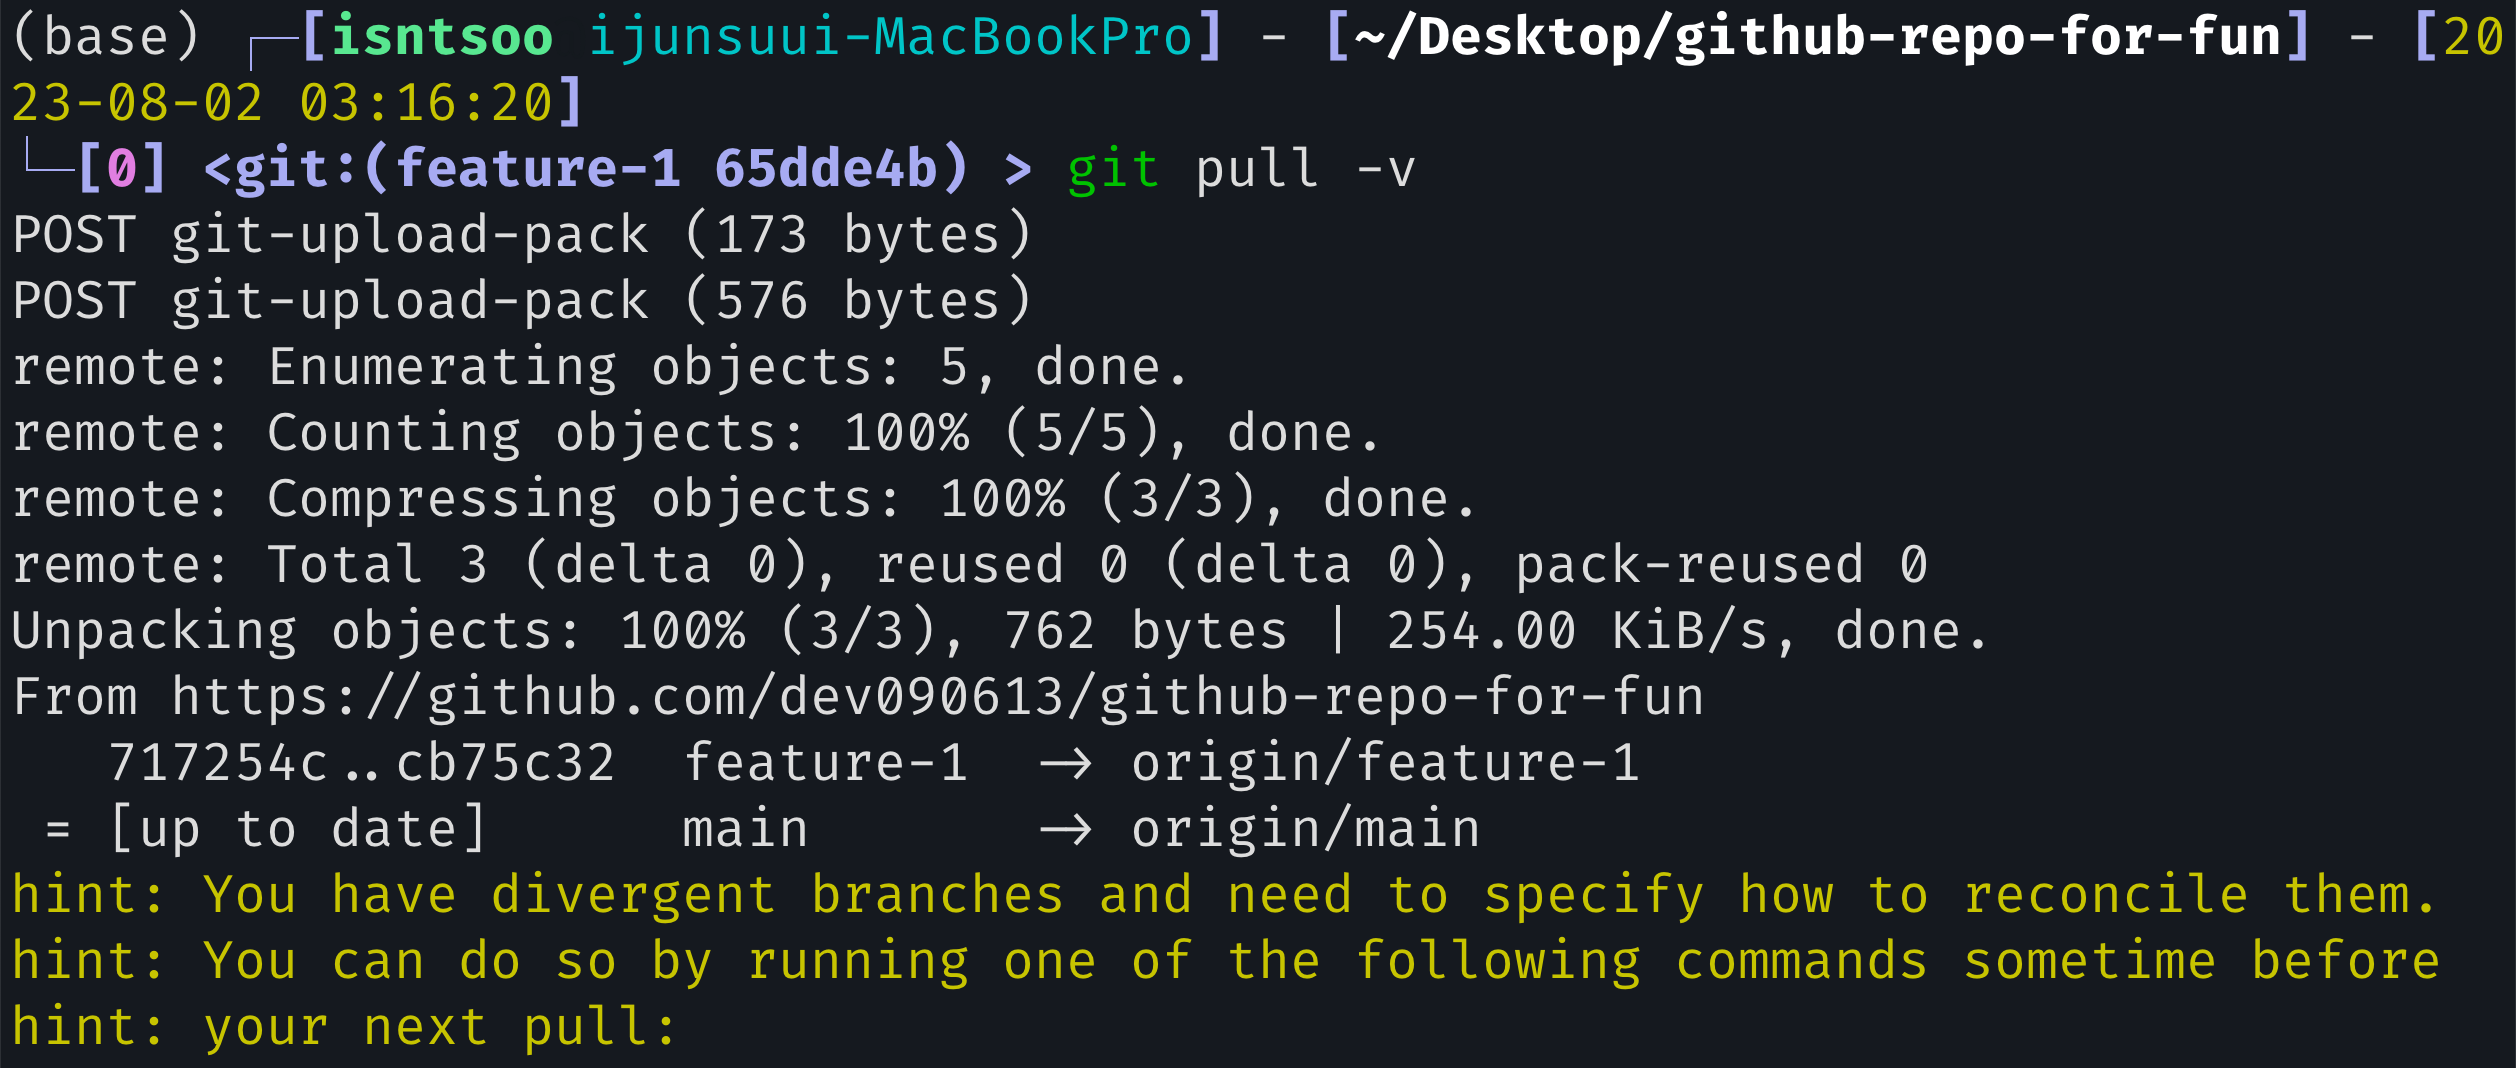 (base) ┌─[isntsoo ijunsuui-MacBookPro] - [~/Desktop/github-repo-for-fun] - [20
23-08-02 03:16:20]
└─[0] <git:(feature-1 65dde4b) > git pull -v
POST git-upload-pack (173 bytes)
POST git-upload-pack (576 bytes)
remote: Enumerating objects: 5, done.
remote: Counting objects: 100% (5/5), done.
remote: Compressing objects: 100% (3/3), done.
remote: Total 3 (delta 0), reused 0 (delta 0), pack-reused 0
Unpacking objects: 100% (3/3), 762 bytes | 254.00 KiB/s, done.
From https://github.com/dev090613/github-repo-for-fun
   717254c..cb75c32  feature-1  -> origin/feature-1
 = [up to date]      main       -> origin/main
hint: You have divergent branches and need to specify how to reconcile them.
hint: You can do so by running one of the following commands sometime before
hint: your next pull: